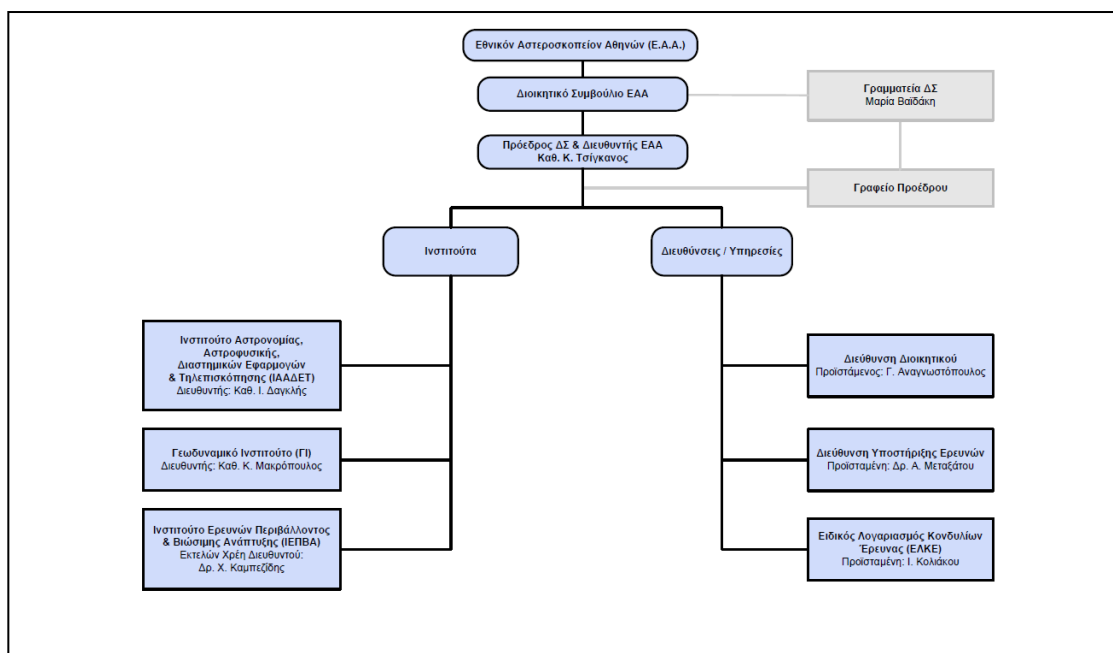 Εθνικόν Αστεροσκοπείον Αθηνών (Ε.Α.Α.)
Διοικητικό Συμβούλιο ΕΑΑ
Γραμματεία ΔΣ
Μαρία Βαϊδάκη
Πρόεδρος ΔΣ & Διευθυντής ΕΑΑ
Καθ. Κ. Τσίγκανος
Γραφείο Προέδρου
Ινστιτούτα
Διευθύνσεις / Υπηρεσίες
Ινστιτούτο Αστρονομίας,
Αστροφυσικής,
Διαστημικών Εφαρμογών
& Τηλεπισκόπησης (ΙΑΑΔΕΤ)
Διευθυντής: Καθ. Ι. Δαγκλής
Γεωδυναμικό Ινστιτούτο (ΓΙ)
Διευθυντής: Καθ. Κ. Μακρόπουλος
Ινστιτούτο Ερευνών Περιβάλλοντος
& Βιώσιμης Ανάπτυξης (ΙΕΠΒΑ)
Εκτελών Χρέη Διευθυντού:
Δρ. Χ. Καμπεζίδης
Διεύθυνση Διοικητικού
Προϊστάμενος: Γ. Αναγνωστόπουλος
Διεύθυνση Υποστήριξης Ερευνών
Προϊσταμένη: Δρ. Α. Μεταξάτου
Ειδικός Λογαριασμός Κονδυλίων
Έρευνας (ΕΛΚΕ)
Προϊσταμένη: Ι. Κολιάκου